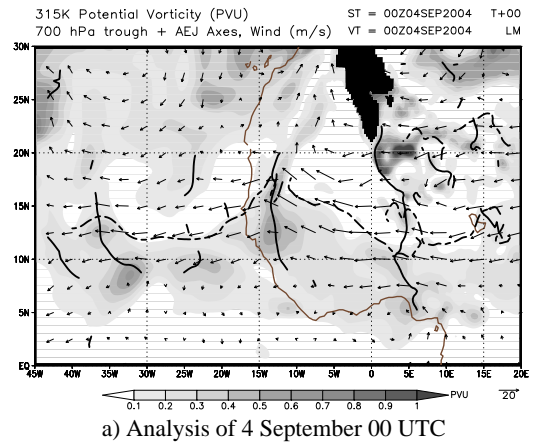 315K Potential Vorticity (PVU) ST = 00Z04SEP2004 T+00
700 hPa trough + AEJ Axes, Wind (m/s) VT = 00Z04SEP2004 LM
30N
25N
20N
15N
10N
5N
EQ
45W 40W 35W 30W 25W 20W 15W 10W 5W 0 5E 10E 15E 20E
0.1 0.2 0.3 0.4 0.5 0.6 0.7 0.8 0.9 1 PVU 20
a) Analysis of 4 September 00 UTC